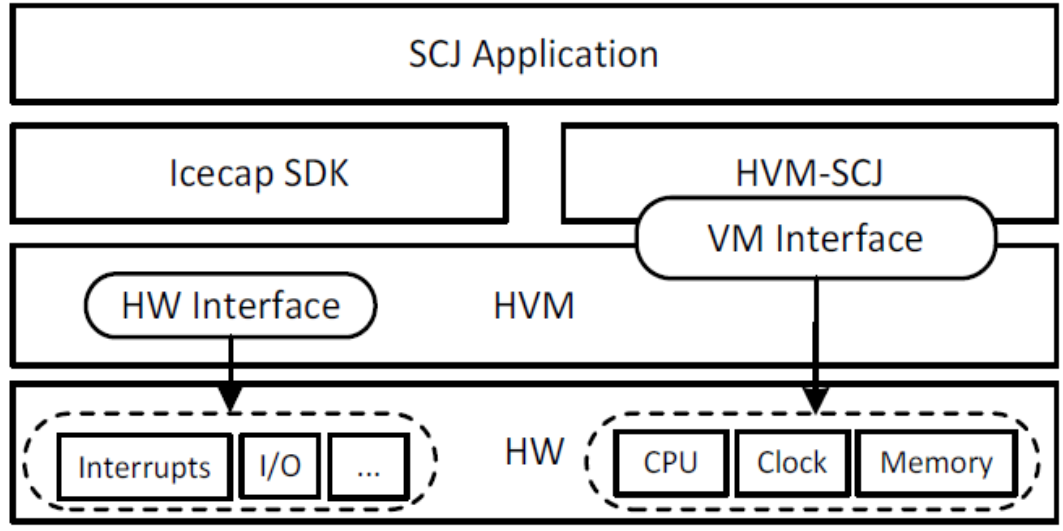 SCJ Application
Icecap SDK
HVM-SCJ
VM Interface
HW Interface
HVM
HW
Interrupts
I/O
...
CPU
Clock
Memory